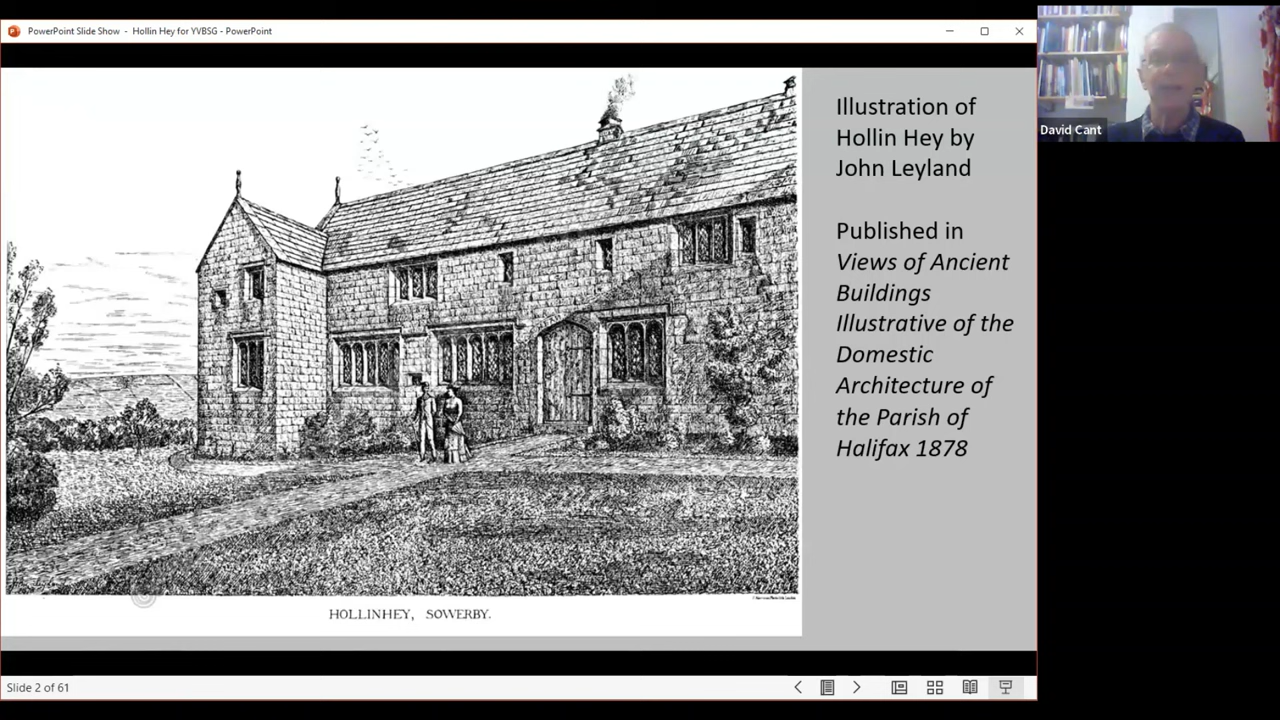 PowerPoint Slide Show - Hollin Hey for YVBSG - PowerPoint
Illustration of
Hollin Hey by
John Leyland
Published in
Views of Ancient
Buildings
Illustrative of the
Domestic
Architecture of
the Parish of
Halifax 1878
HOLLINHEY, SOWERBY.
Slide 2 of 61
David Cant